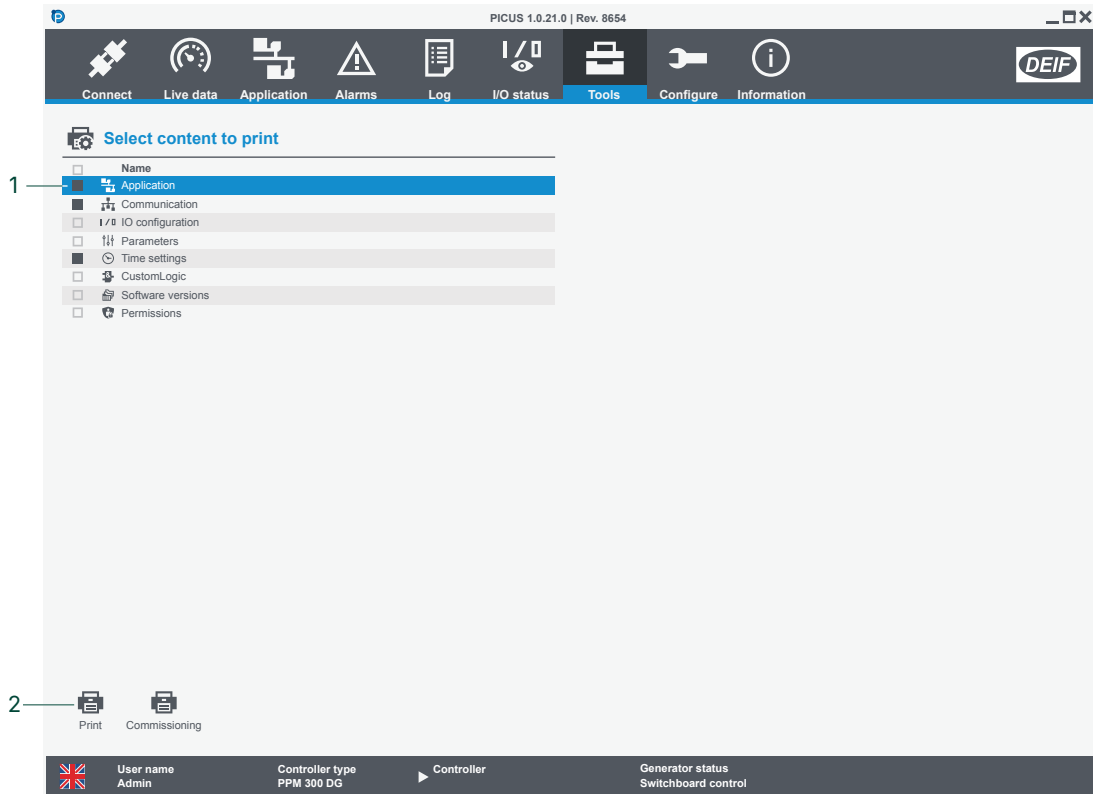 PICUS 1.0.21.0 | Rev. 8654
Connect Live data Application Alarms Log I/O status Tools Configure Information
DEIF
Select content to print
Name
1
Application
Communication
I/0 IO configuration
Parameters
Time settings
CustomLogic
Software versions
Permissions
2
Print Commissioning
User name Controller type Controller Generator status
Admin PPM 300 DG Switchboard control